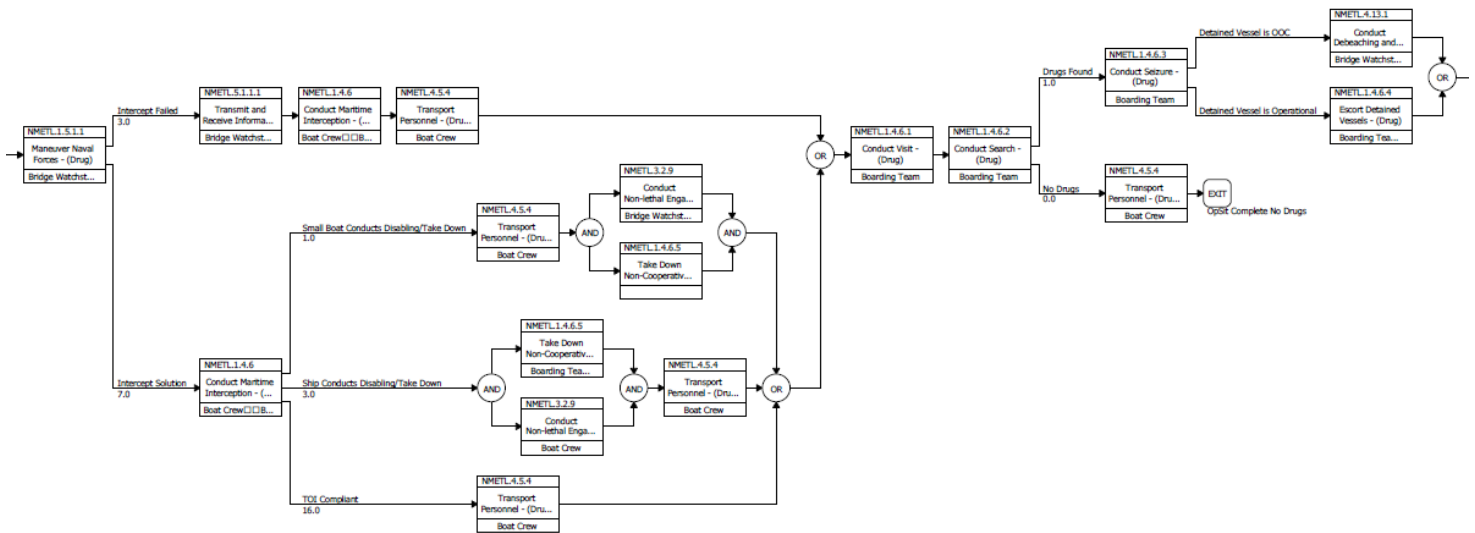 NMETL.1.5.1.1
Maneuver Naval
Forces - (Drug)
Bridge Watchst...
Intercept Failed
3.0
NMETL.5.1.1.1
Transmit and
Receive Informa...
Bridge Watchst...
NMETL.1.4.6
Conduct Maritime
Interception - (...
Boat Crew□□B...
NMETL.4.5.4
Transport
Personnel - (Dru...
Boat Crew
Intercept Solution
7.0
NMETL.1.4.6
Conduct Maritime
Interception - (...
Boat Crew□□B...
Small Boat Conducts Disabling/Take Down
1.0
NMETL.4.5.4
Transport
Personnel - (Dru...
Boat Crew
AND
NMETL.3.2.9
Conduct
Non-lethal Enga...
Bridge Watchst...
NMETL.1.4.6.5
Take Down
Non-Cooperativ...
AND
Ship Conducts Disabling/Take Down
3.0
AND
NMETL.1.4.6.5
Take Down
Non-Cooperativ...
Boarding Tea...
NMETL.3.2.9
Conduct
Non-lethal Enga...
Boat Crew
AND
NMETL.4.5.4
Transport
Personnel - (Dru...
Boat Crew
OR
TOI Compliant
16.0
NMETL.4.5.4
Transport
Personnel - (Dru...
Boat Crew
OR
NMETL.1.4.6.1
Conduct Visit -
(Drug)
Boarding Team
NMETL.1.4.6.2
Conduct Search -
(Drug)
Boarding Team
Drugs Found
1.0
NMETL.1.4.6.3
Conduct Seizure -
(Drug)
Boarding Team
Detained Vessel is OOC
NMETL.4.13.1
Conduct
Debeaching and...
Bridge Watchst...
Detained Vessel is Operational
NMETL.1.4.6.4
Escort Detained
Vessels - (Drug)
Boarding Tea...
OR
No Drugs
0.0
NMETL.4.5.4
Transport
Personnel - (Dru...
Boat Crew
EXIT
OpSit Complete No Drugs